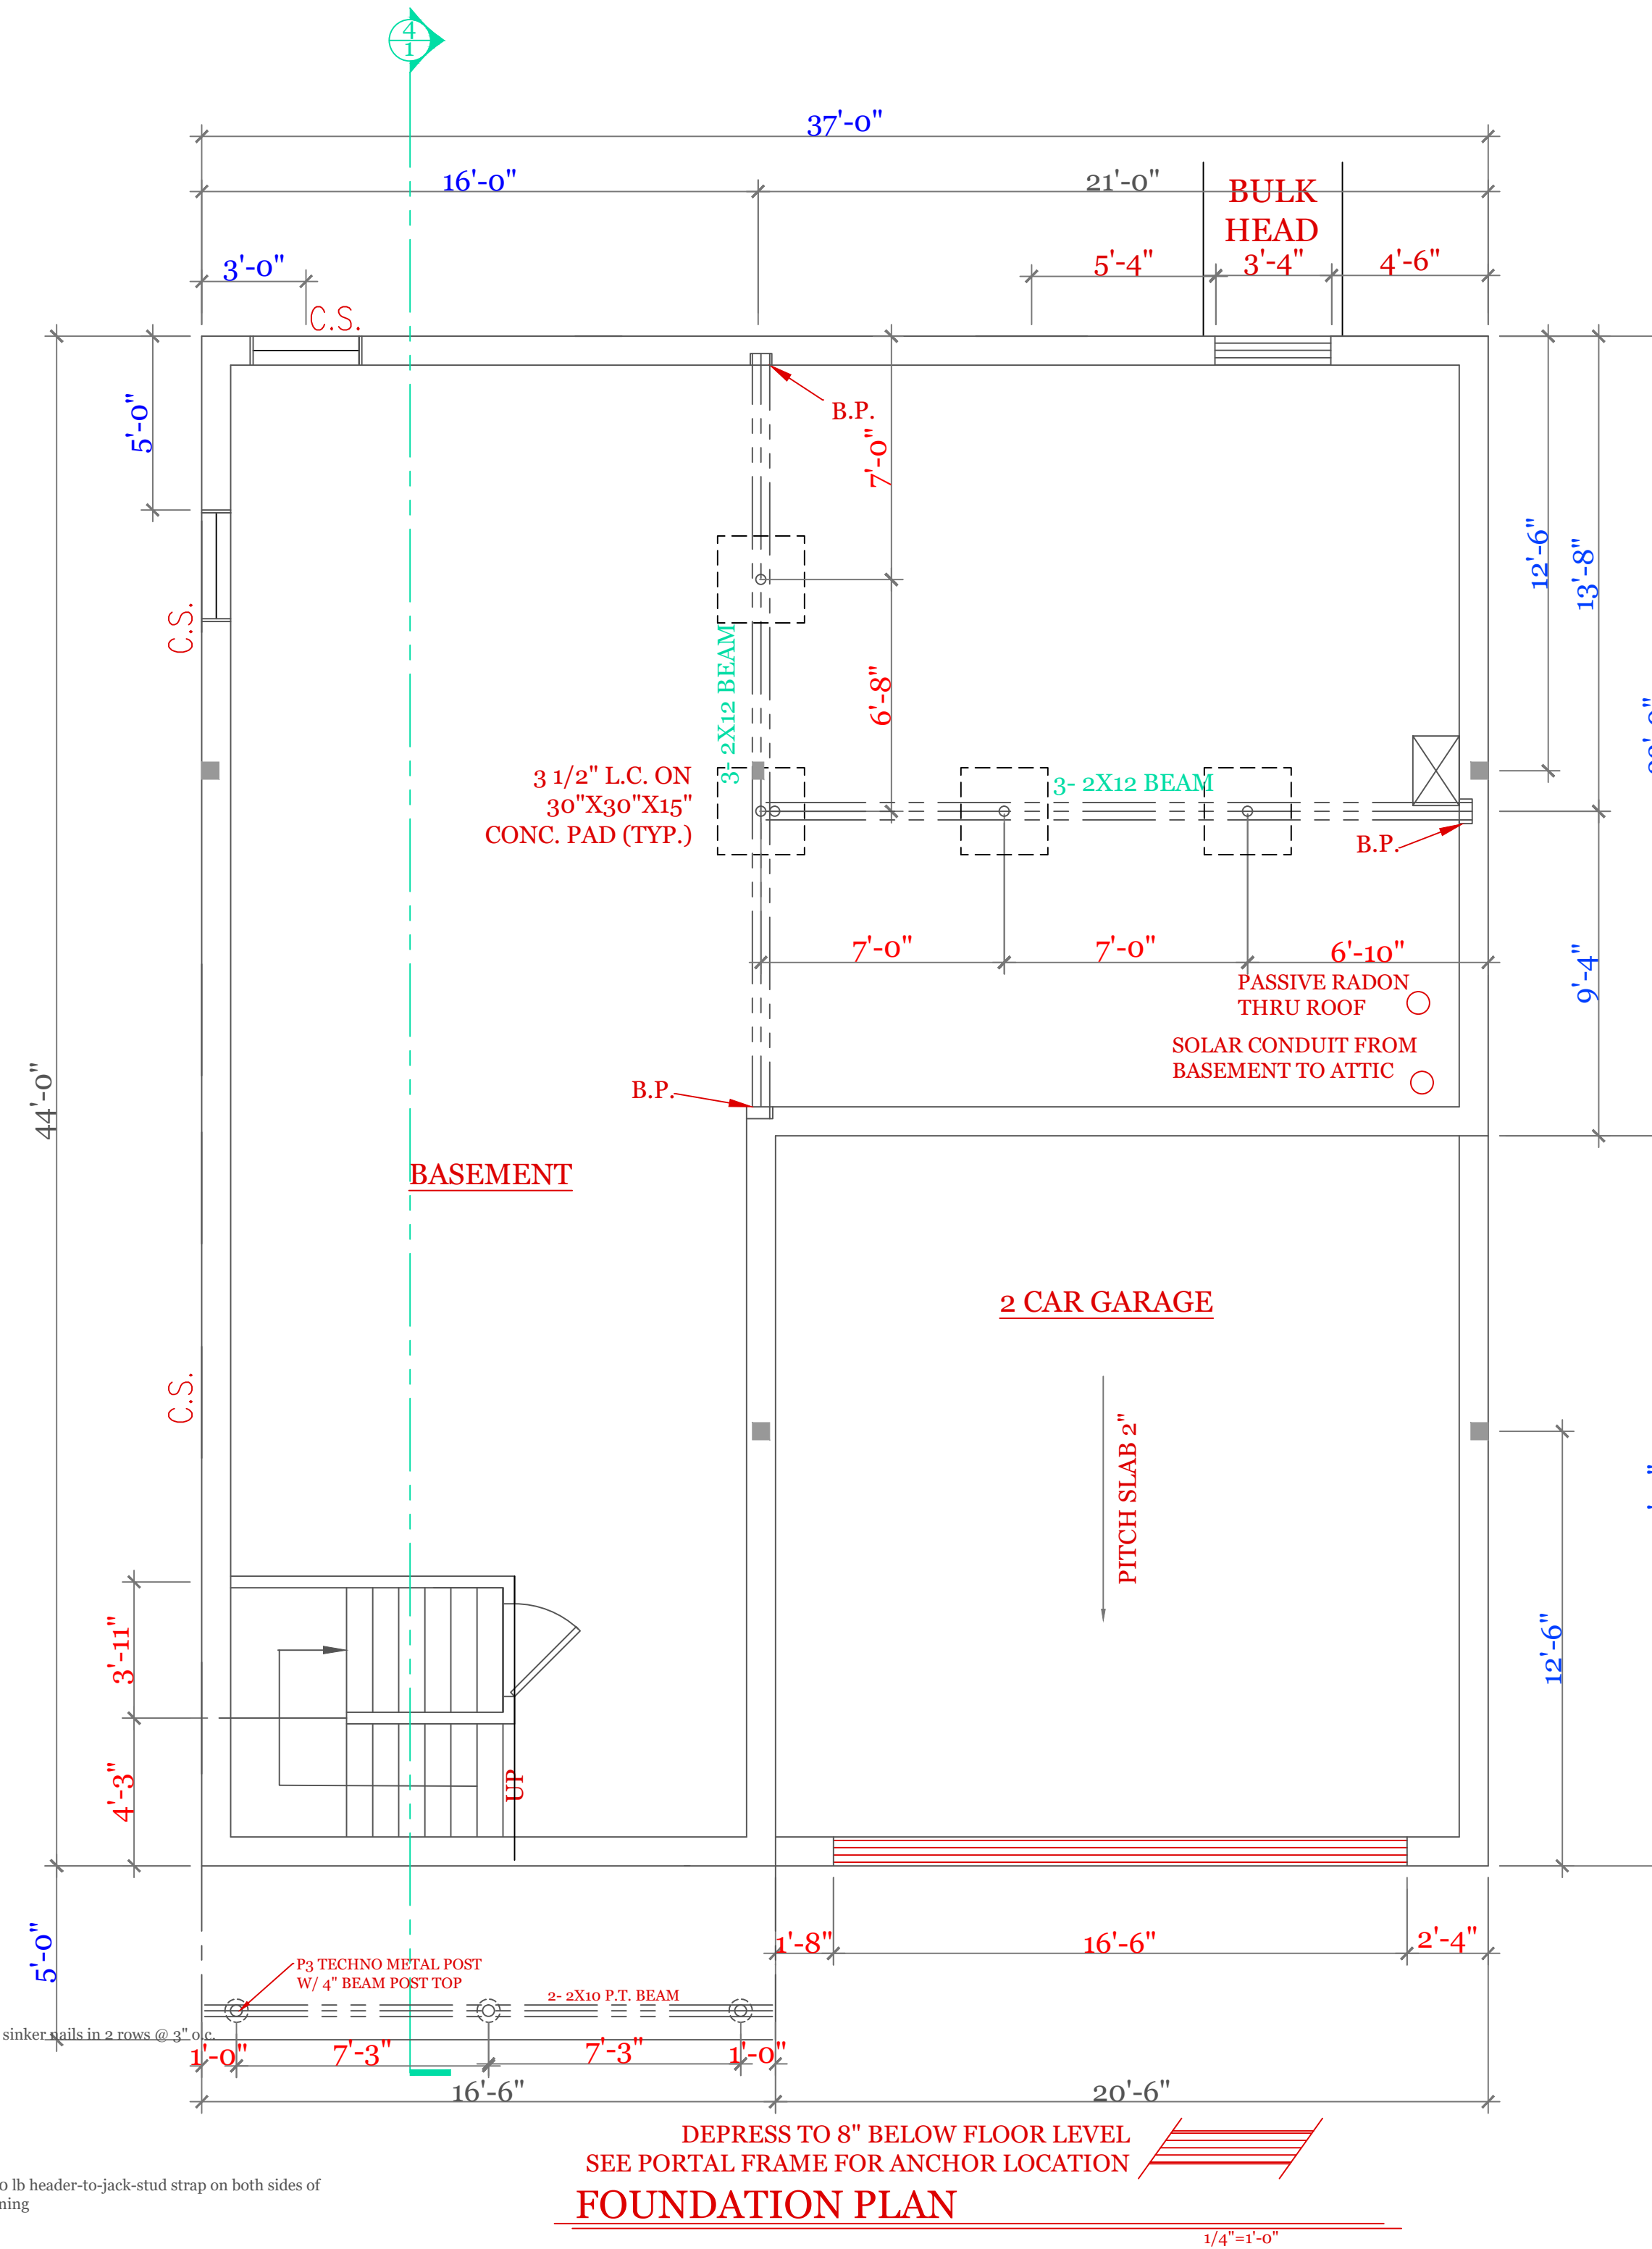 4
1
37'-0"
16'-0"
21'-0"
BULK
HEAD
3'-0"
5'-4"
3'-4"
4'-6"
C.S.
5'-0"
B.P.
7'-0"
12'-6"
13'-8"
C.S.
3- 2X12 BEAM
6'-8"
3 1/2" L.C. ON
30"X30"X15"
CONC. PAD (TYP.)
3- 2X12 BEAM
B.P.
7'-0"
7'-0"
6'-10"
9'-4"
PASSIVE RADON
THRU ROOF
SOLAR CONDUIT FROM
BASEMENT TO ATTIC
B.P.
44'-0"
BASEMENT
2 CAR GARAGE
C.S.
PITCH SLAB 2"
3'-11"
12'-6"
4'-3"
UP
5'-0"
1'-8"
16'-6"
2'-4"
P3 TECHNO METAL POST
W/ 4" BEAM POST TOP
2- 2X10 P.T. BEAM
sinker nails in 2 rows @ 3" o.c.
1'-0"
7'-3"
7'-3"
1'-0"
16'-6"
20'-6"
DEPRESS TO 8" BELOW FLOOR LEVEL
SEE PORTAL FRAME FOR ANCHOR LOCATION
lb header-to-jack-stud strap on both sides of
FOUNDATION PLAN
1/4"=1'-0"